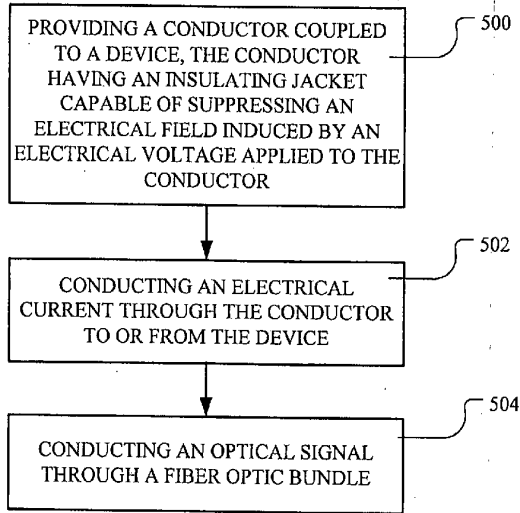 PROVIDING A CONDUCTOR COUPLED
TO A DEVICE, THE CONDUCTOR
HAVING AN INSULATING JACKET
CAPABLE OF SUPPRESSING AN
ELECTRICAL FIELD INDUCED BY AN
ELECTRICAL VOLTAGE APPLIED TO THE
CONDUCTOR
500
CONDUCTING AN ELECTRICAL
CURRENT THROUGH THE CONDUCTOR
TO OR FROM THE DEVICE
502
CONDUCTING AN OPTICAL SIGNAL
THROUGH A FIBER OPTIC BUNDLE
504